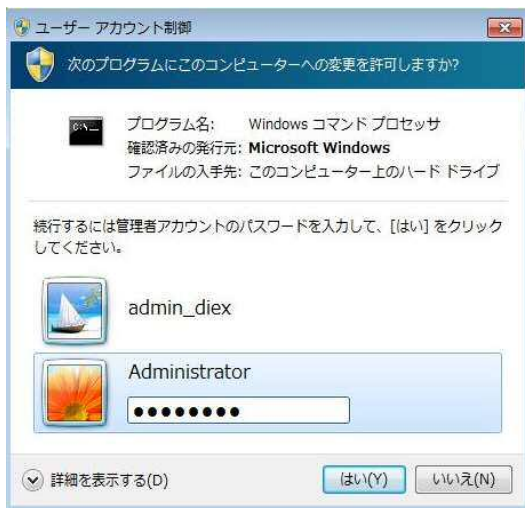 ユーザー アカウント制御
次のプログラムにこのコンピューターへの変更を許可しますか?
C:\_
プログラム名: Windows コマンド プロセッサ
確認済みの発行元: Microsoft Windows
ファイルの入手先: このコンピューター上のハード ドライブ
続行するには管理者アカウントのパスワードを入力して、[はい] をクリック
してください。
admin_diex
Administrator
●●●●●●●●
詳細を表示する(D)
はい(Y)
いいえ(N)